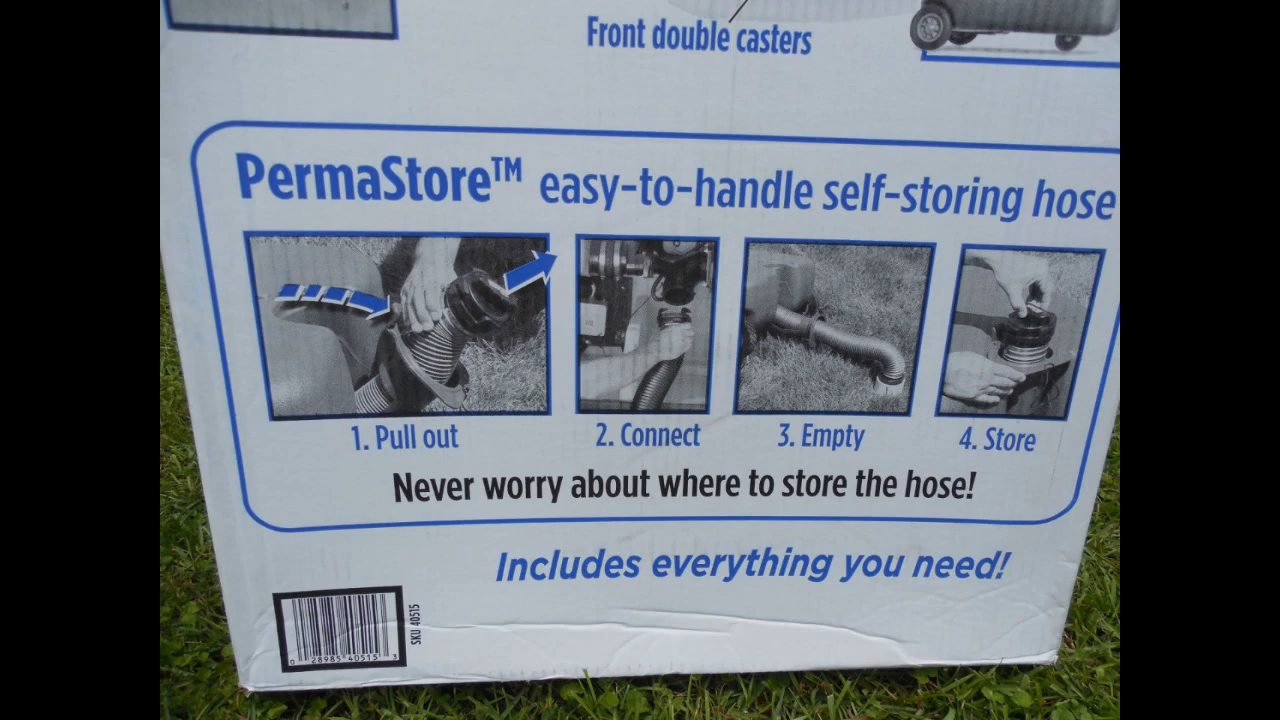 Front double casters
PermaStore™ easy-to-handle self-storing hose
1. Pull out
2. Connect
3. Empty
4. Store
Never worry about where to store the hose!
Includes everything you need!
SKU 40515
0 28985 40515 3